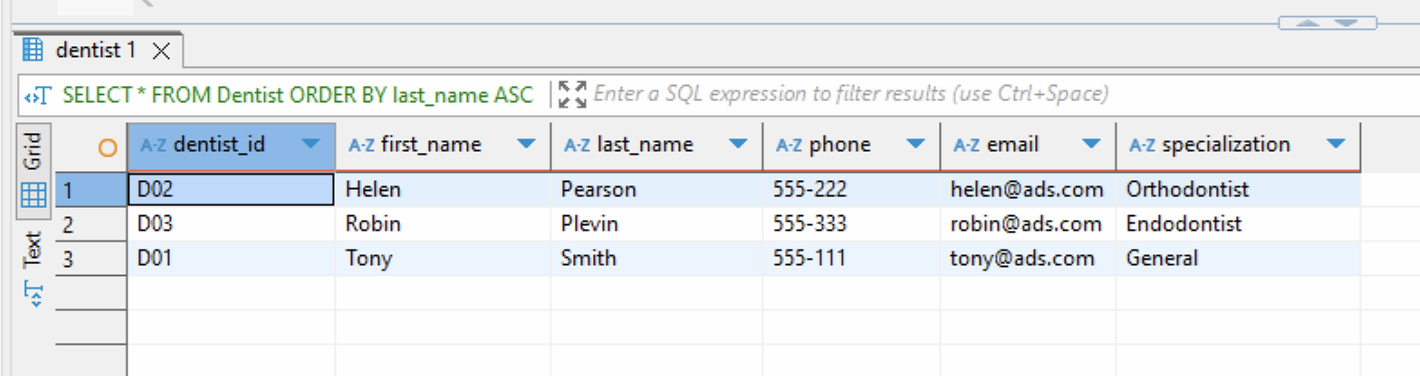 dentist 1
SELECT * FROM Dentist ORDER BY last_name ASC Enter a SQL expression to filter results (use Ctrl+Space)
Grid
Text
A-Z dentist_id A-Z first_name A-Z last_name A-Z phone A-Z email A-Z specialization
1 D02 Helen Pearson 555-222 helen@ads.com Orthodontist
2 D03 Robin Plevin 555-333 robin@ads.com Endodontist
3 D01 Tony Smith 555-111 tony@ads.com General